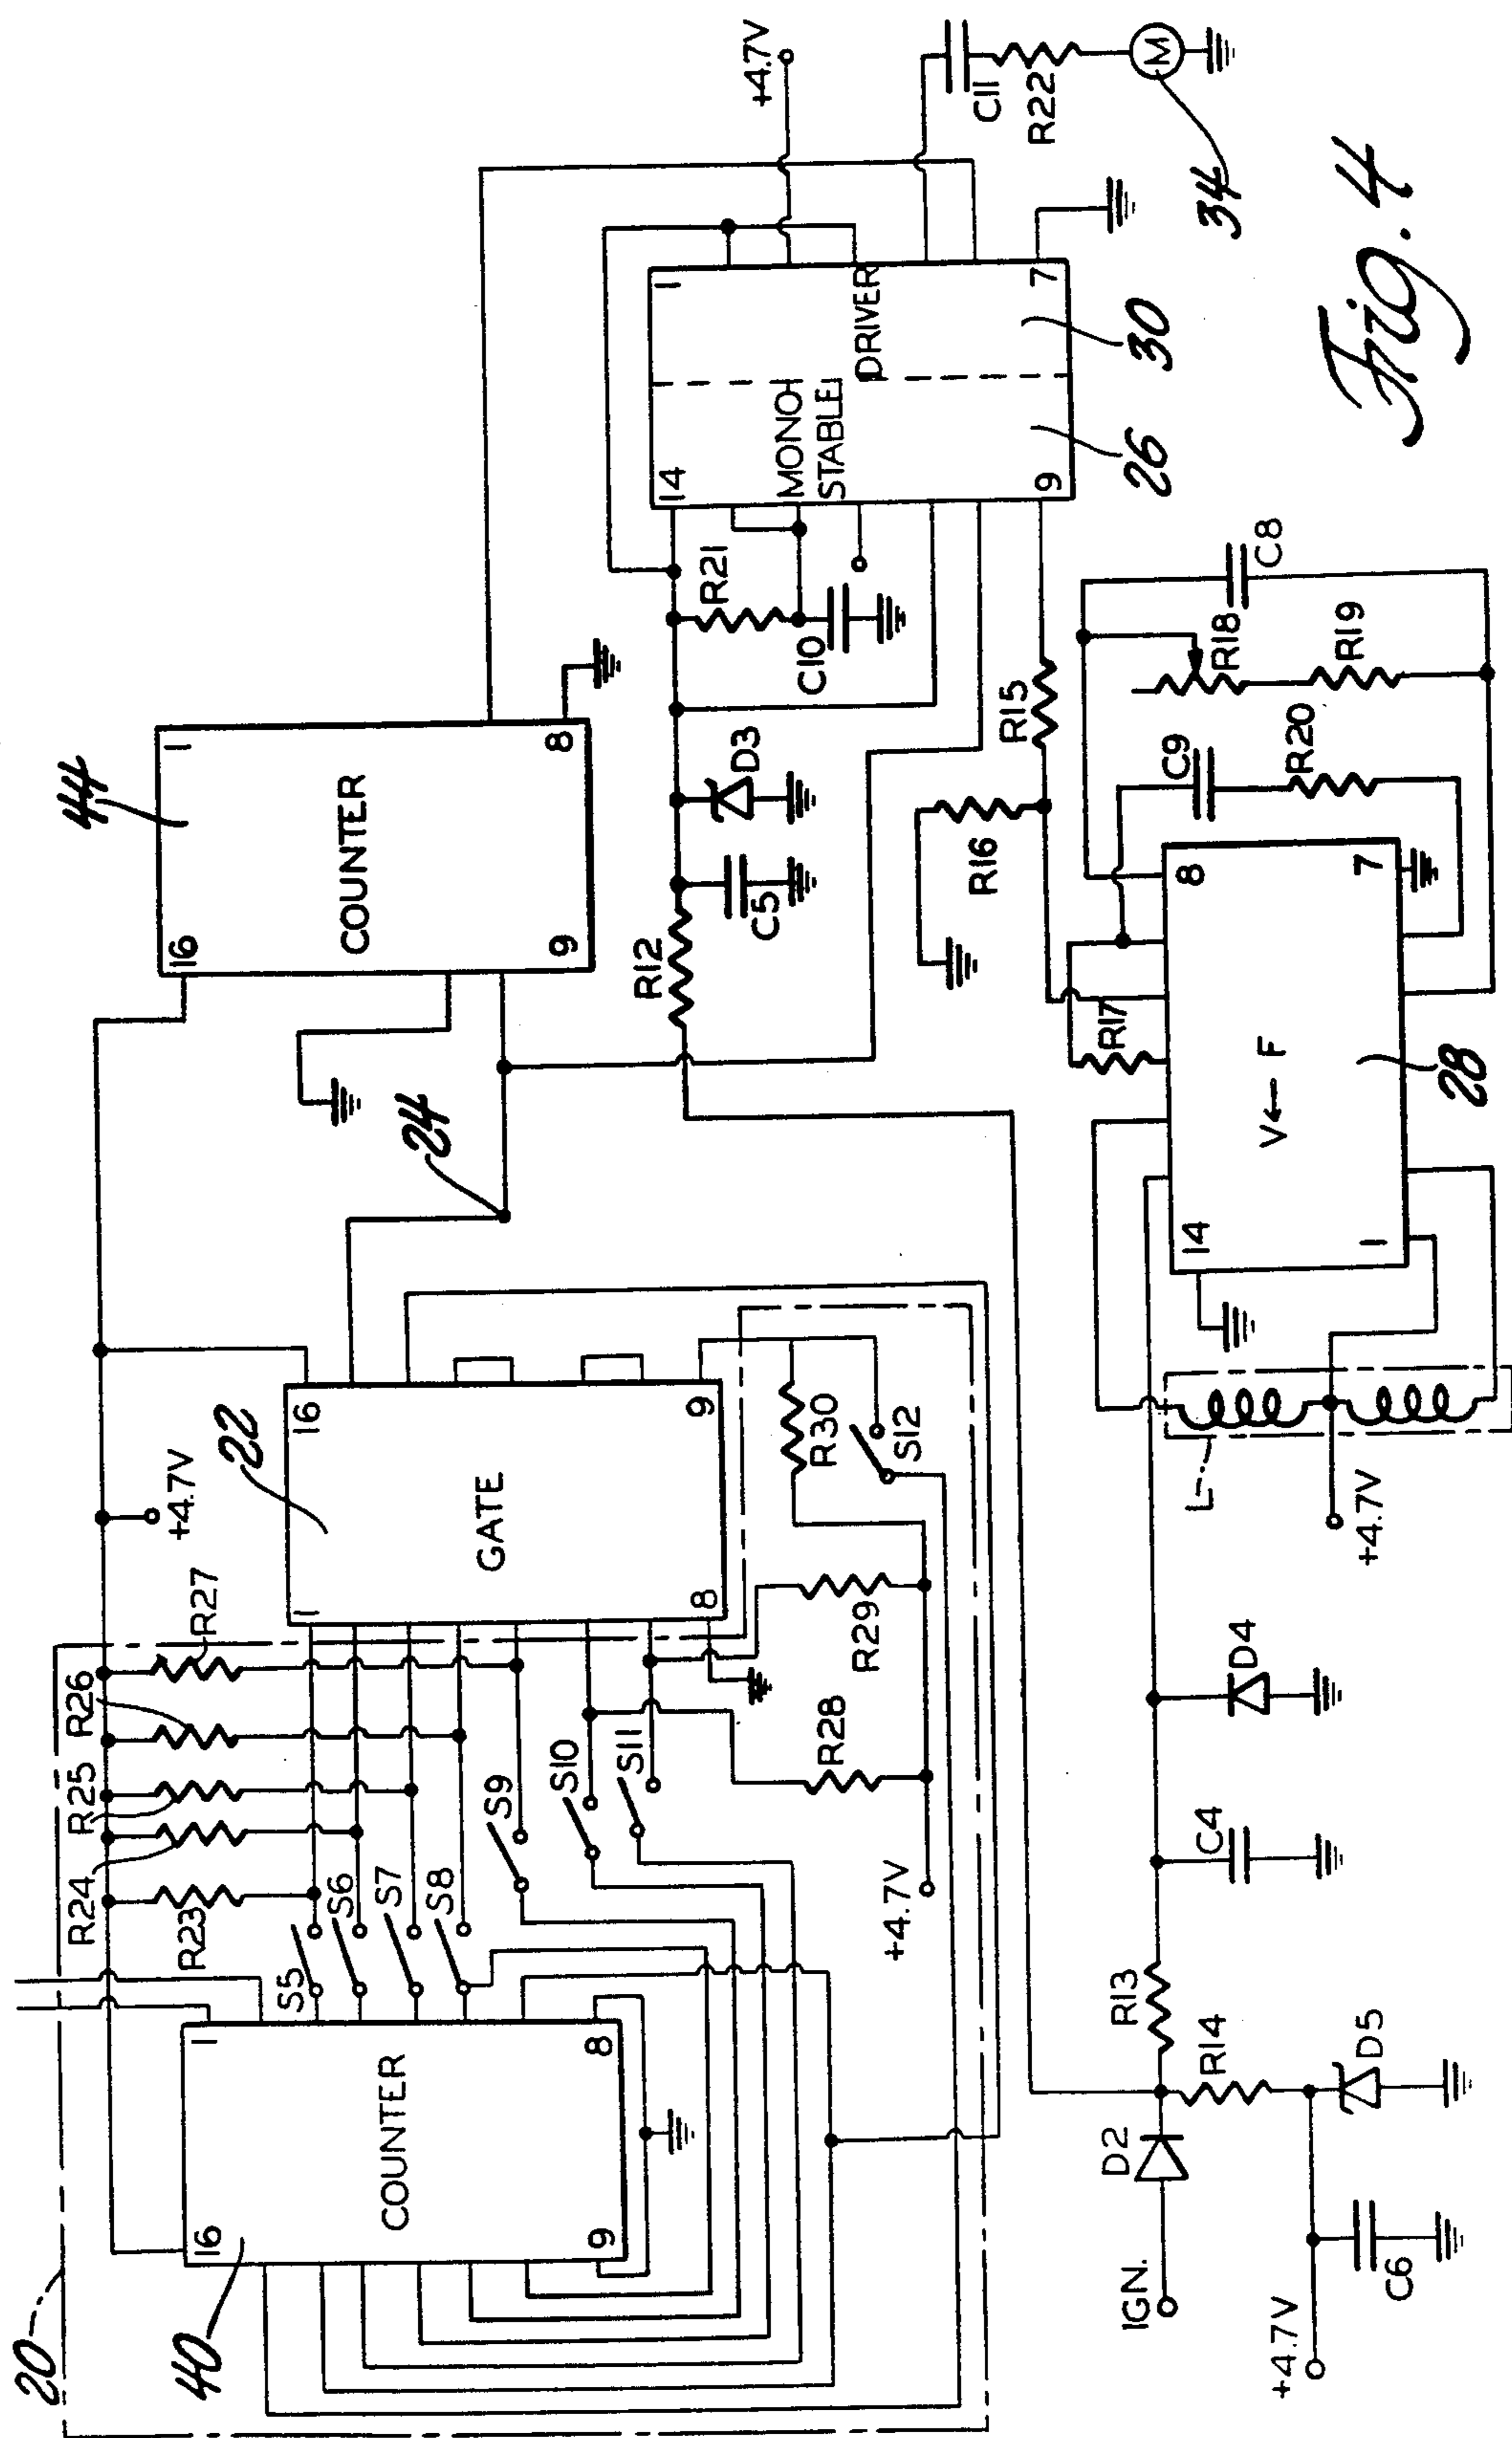 20
40
16
1
COUNTER
9
8
R24
R25
R26
R27
R23
S5
S6
S7
S8
S9
S10
S11
+4.7V
22
1
16
GATE
8
9
R28
R29
R30
S12
+4.7V
24
44
16
1
COUNTER
9
8
R12
C5
D3
R21
C10
14
1
MONO
STABLE
DRIVER
9
7
26
30
+4.7V
C11
R22
M
34
R16
R15
IGN.
D2
R13
R14
D5
C6
+4.7V
C4
D4
L
+4.7V
14
8
1
7
V← F
28
R17
C9
R20
R18
R19
C8
Fig. 4